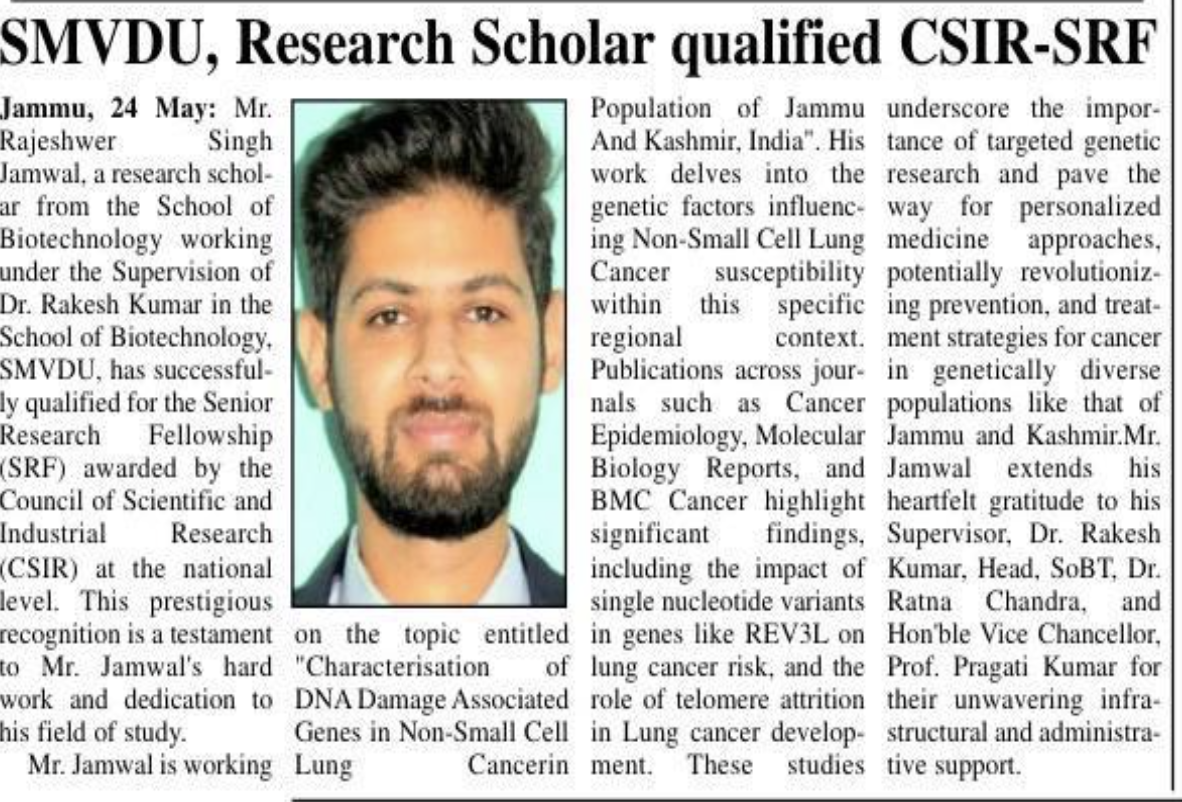 SMVDU, Research Scholar qualified CSIR-SRF
Jammu, 24 May: Mr.
Rajeshwer Singh
Jamwal, a research schol-
ar from the School of
Biotechnology working
under the Supervision of
Dr. Rakesh Kumar in the
School of Biotechnology,
SMVDU, has successful-
ly qualified for the Senior
Research Fellowship
(SRF) awarded by the
Council of Scientific and
Industrial Research
(CSIR) at the national
level. This prestigious
recognition is a testament
to Mr. Jamwal's hard
work and dedication to
his field of study.
Mr. Jamwal is working
on the topic entitled
"Characterisation of
DNA Damage Associated
Genes in Non-Small Cell
Lung Cancerin
Population of Jammu
And Kashmir, India". His
work delves into the
genetic factors influenc-
ing Non-Small Cell Lung
Cancer susceptibility
within this specific
regional context.
Publications across jour-
nals such as Cancer
Epidemiology, Molecular
Biology Reports, and
BMC Cancer highlight
significant findings,
including the impact of
single nucleotide variants
in genes like REV3L on
lung cancer risk, and the
role of telomere attrition
in Lung cancer develop-
ment. These studies
underscore the impor-
tance of targeted genetic
research and pave the
way for personalized
medicine approaches,
potentially revolutioniz-
ing prevention, and treat-
ment strategies for cancer
in genetically diverse
populations like that of
Jammu and Kashmir.Mr.
Jamwal extends his
heartfelt gratitude to his
Supervisor, Dr. Rakesh
Kumar, Head, SoBT, Dr.
Ratna Chandra, and
Hon'ble Vice Chancellor,
Prof. Pragati Kumar for
their unwavering infra-
structural and administra-
tive support.